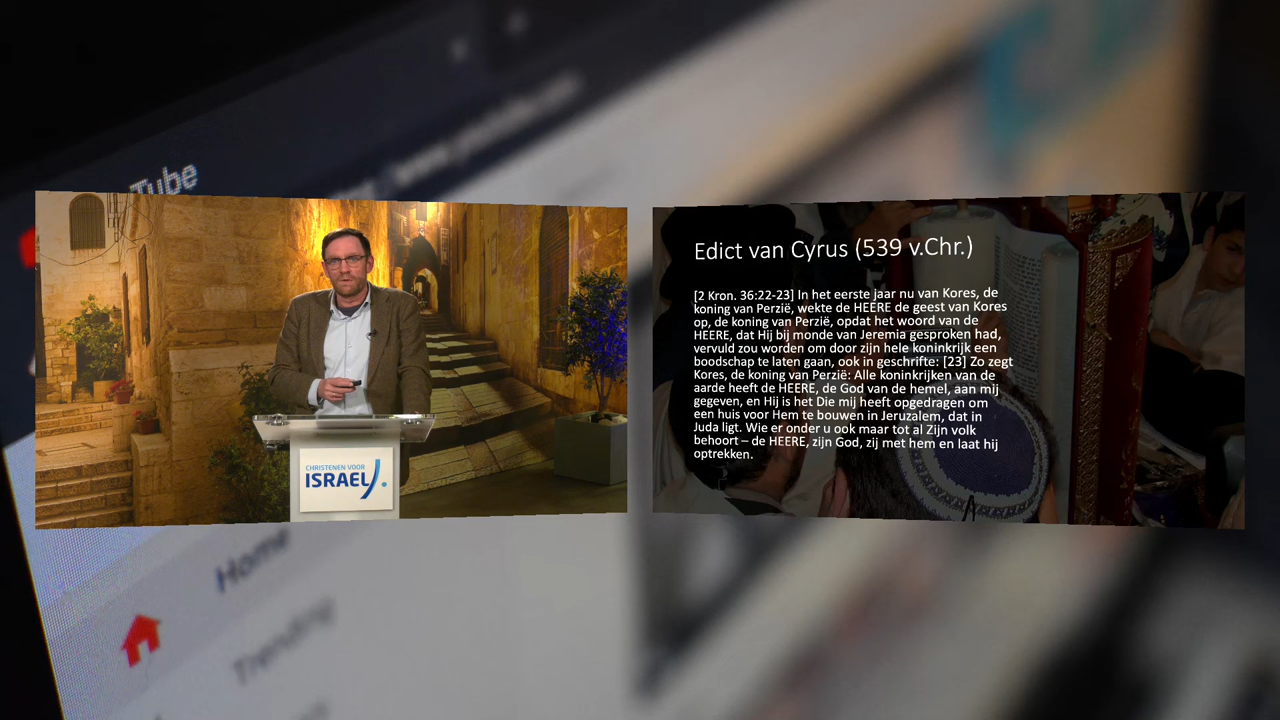 Tube
CHRISTENEN VOOR
ISRAEL
Edict van Cyrus (539 v.Chr.)
[2 Kron. 36:22-23] In het eerste jaar nu van Kores, de
koning van Perzië, wekte de HEERE de geest van Kores
op, de koning van Perzië, opdat het woord van de
HEERE, dat Hij bij monde van Jeremia gesproken had,
vervuld zou worden om door zijn hele koninkrijk een
boodschap te laten gaan, ook in geschrifte: [23] Zo zegt
Kores, de koning van Perzië: Alle koninkrijken van de
aarde heeft de HEERE, de God van de hemel, aan mij
gegeven, en Hij is het Die mij heeft opgedragen om
een huis voor Hem te bouwen in Jeruzalem, dat in
Juda ligt. Wie er onder u ook maar tot al Zijn volk
behoort – de HEERE, zijn God, zij met hem en laat hij
optrekken.
Home
Trending